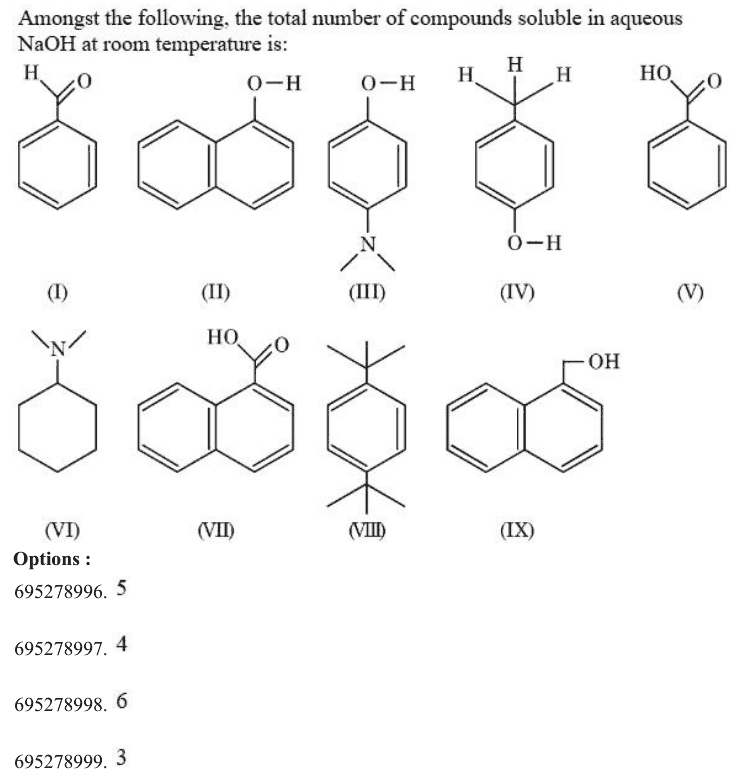 Amongst the following, the total number of compounds soluble in aqueous
NaOH at room temperature is:
H O
O–H
O–H
N
H H H
O–H
HO O
(I) (II) (III) (IV) (V)
N
HO O
OH
(VI) (VII) (VIII) (IX)
Options :
695278996. 5
695278997. 4
695278998. 6
695278999. 3